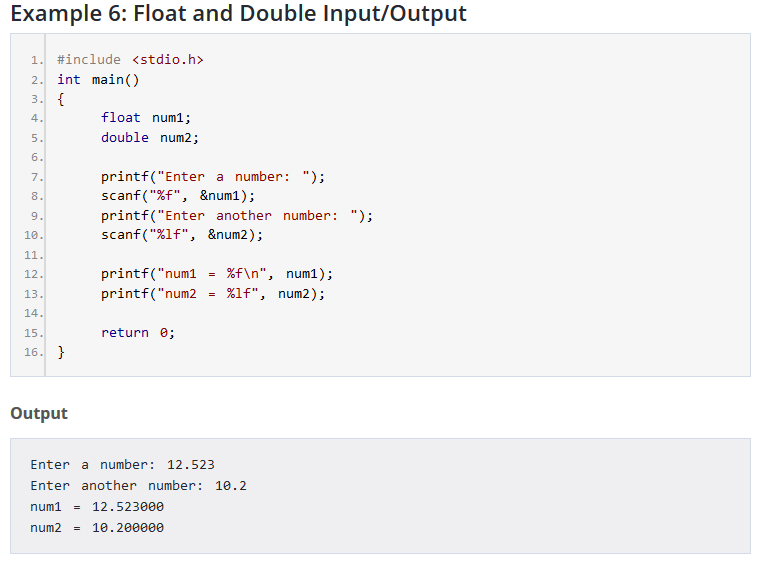 Example 6: Float and Double Input/Output
1. #include <stdio.h>
2. int main()
3. {
4. float num1;
5. double num2;
6.
7. printf("Enter a number: ");
8. scanf("%f", &num1);
9. printf("Enter another number: ");
10. scanf("%lf", &num2);
11.
12. printf("num1 = %f\n", num1);
13. printf("num2 = %lf", num2);
14.
15. return 0;
16. }
Output
Enter a number: 12.523
Enter another number: 10.2
num1 = 12.523000
num2 = 10.200000